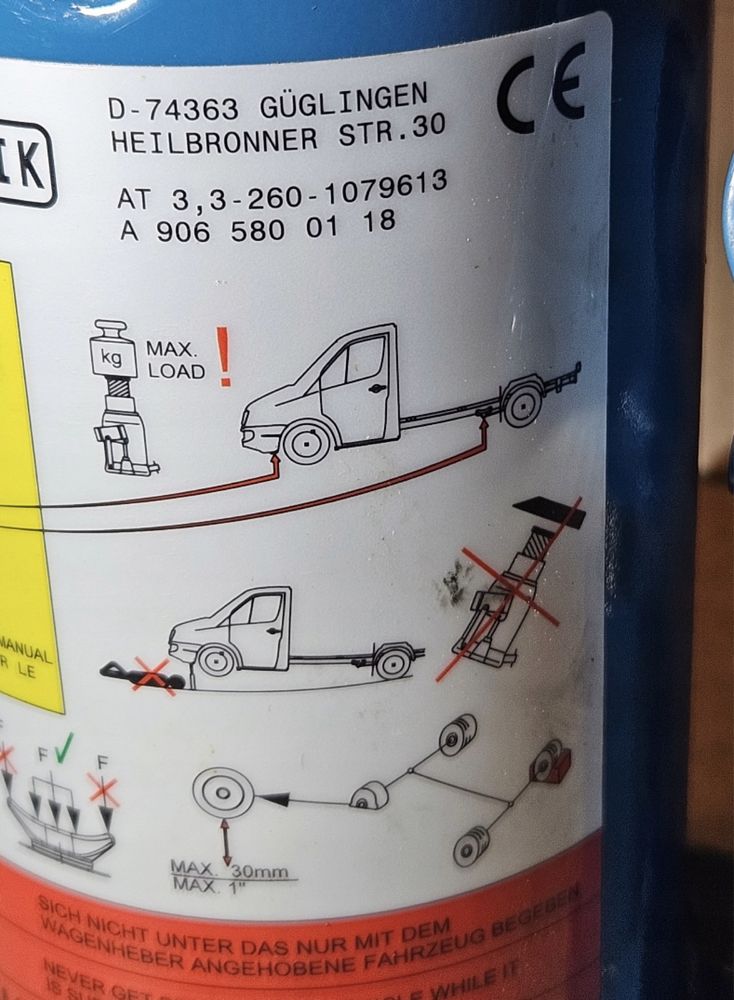 D-74363 GÜGLINGEN
HEILBRONNER STR.30
IK
AT 3,3-260-1079613
A 906 580 01 18
CE
kg
MAX.
LOAD
!
MANUAL
R LE
F
F
F
MAX. 30mm
MAX. 1"
SICH NICHT UNTER DAS NUR MIT DEM
WAGENHEBER ANGEHOBENE FAHRZEUG BEGEBEN
NEVER GET
WHILE IT
IS